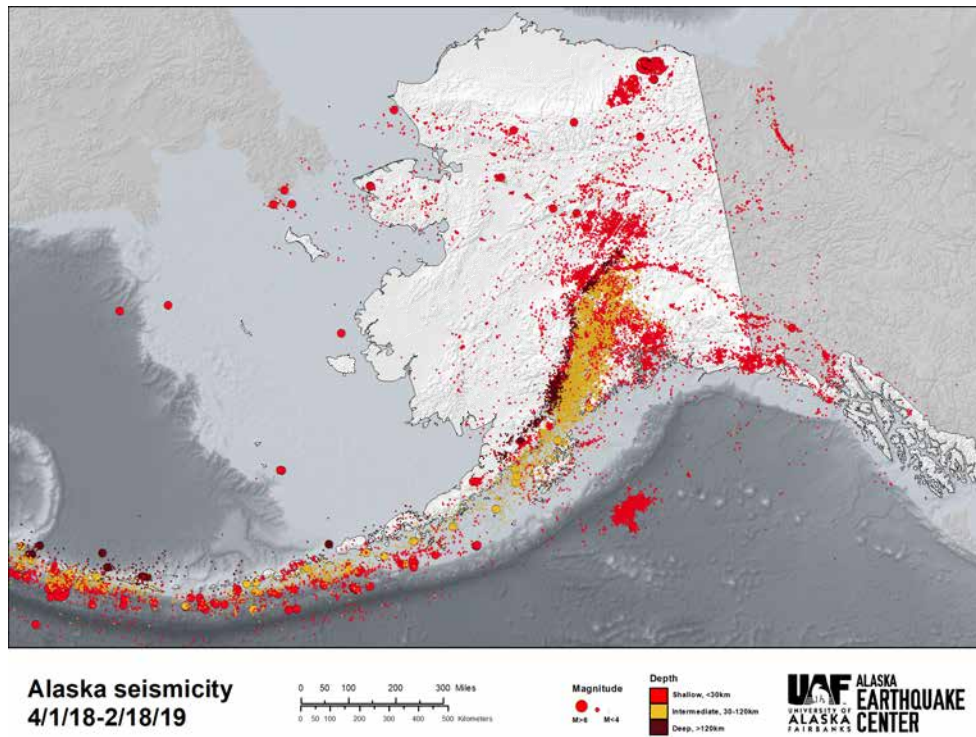 Alaska seismicity
4/1/18-2/18/19
0 50 100 200 300 Miles
0 50 100 200 300 400 500 Kilometers
Magnitude
M>6 M<4
Depth
Shallow, <30km
Intermediate, 30-120km
Deep, >120km
UAF
UNIVERSITY OF
ALASKA
FAIRBANKS
ALASKA
EARTHQUAKE
CENTER